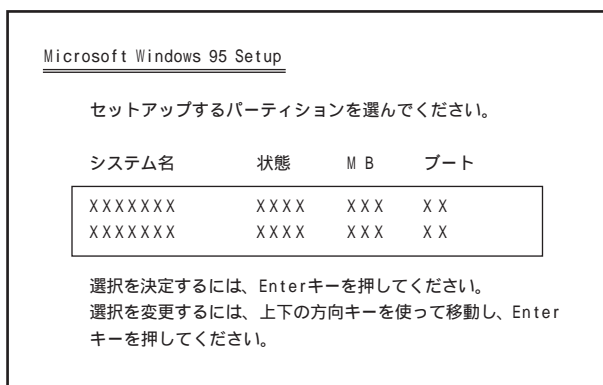 Microsoft Windows 95 Setup
セットアップするパーティションを選んでください。
システム名 状態 MB ブート
XXXXXXX XXXX XXX XX
XXXXXXX XXXX XXX XX
選択を決定するには、Enterキーを押してください。
選択を変更するには、上下の方向キーを使って移動し、Enter
キーを押してください。